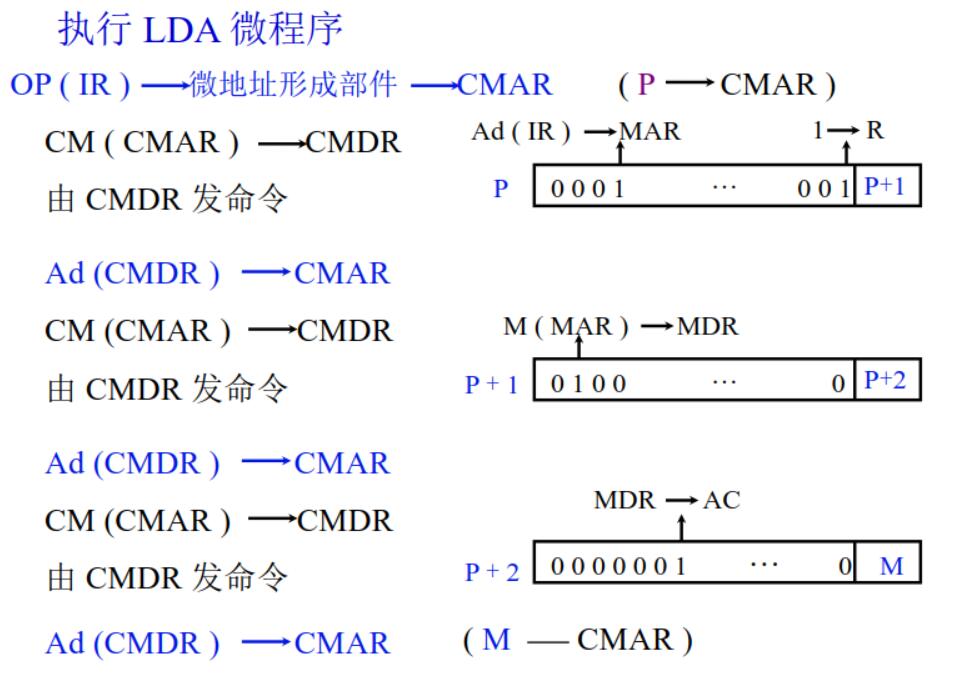 执行 LDA 微程序
OP ( IR ) → 微地址形成部件 → CMAR ( P → CMAR )
CM ( CMAR ) → CMDR
由 CMDR 发命令
Ad ( IR ) → MAR 1 → R
P 0 0 0 1 … 0 0 1 P+1
Ad (CMDR ) → CMAR
CM (CMAR ) → CMDR
由 CMDR 发命令
M ( MAR ) → MDR
P + 1 0 1 0 0 … 0 P+2
Ad (CMDR ) → CMAR
CM (CMAR ) → CMDR
由 CMDR 发命令
MDR → AC
P + 2 0 0 0 0 0 0 1 … 0 M
Ad (CMDR ) → CMAR ( M — CMAR )